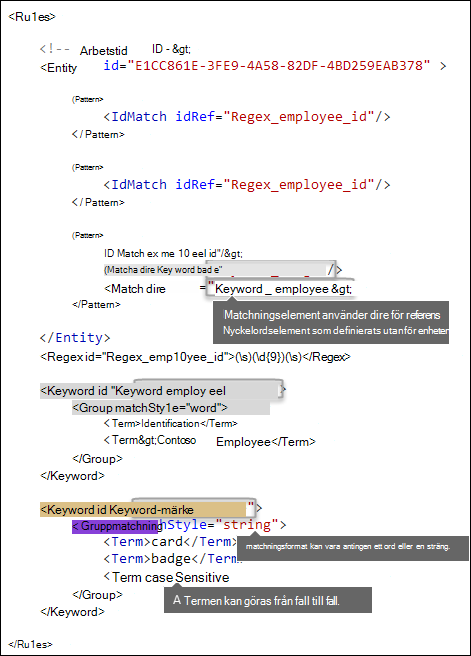 <Ru1es>
<!-- Arbetstid ID - &gt;
<Entity id="E1CC861E-3FE9-4A58-82DF-4BD259EAB378" >
(Pattern>
<IdMatch idRef="Regex_employee_id"/>
</Pattern>
(Pattern>
<IdMatch idRef="Regex_employee_id"/>
</Pattern>
(Pattern>
ID Match ex me 10 eel id"/&gt;
(Matcha dire Key word bad e" />
<Match dire ="Keyword _ employee &gt;
</Pattern>
Matchningselement använder dire för referens
Nyckelordselement som definierats utanför enheter
</Entity>
<Regex id="Regex_emp10yee_id">(\s)(\d{9})(\s)</Regex>
<Keyword id "Keyword employ eel >
<Group matchSty1e="word">
<Term>Identification</Term>
<Term&gt;Contoso Employee</Term>
</Group>
</Keyword>
<Keyword id Keyword-märke ">
< Gruppmatchning hStyle="string">
<Term>card</Term>
matchningsformat kan vara antingen ett ord eller en sträng.
<Term>badge</Term
<Term case Sensitive
A Termen kan göras från fall till fall.
</Group>
</Keyword>
</Ru1es>